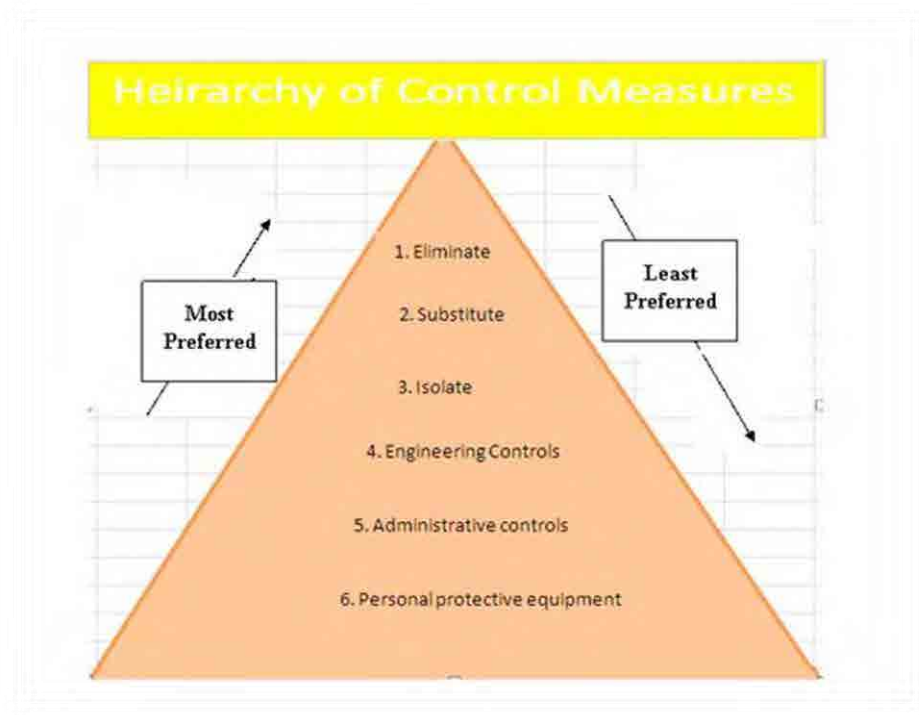 Heirarchy of Control Measures
1. Eliminate
Least
Preferred
Most
Preferred
2. Substitute
3. Isolate
4. Engineering Controls
5. Administrative controls
6. Personal protective equipment